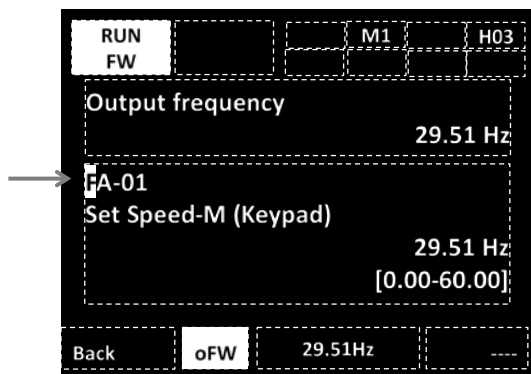 RUN
FW
M1
H03
Output frequency
29.51 Hz
FA-01
Set Speed-M (Keypad)
29.51 Hz
[0.00-60.00]
Back
oFW
29.51Hz
----